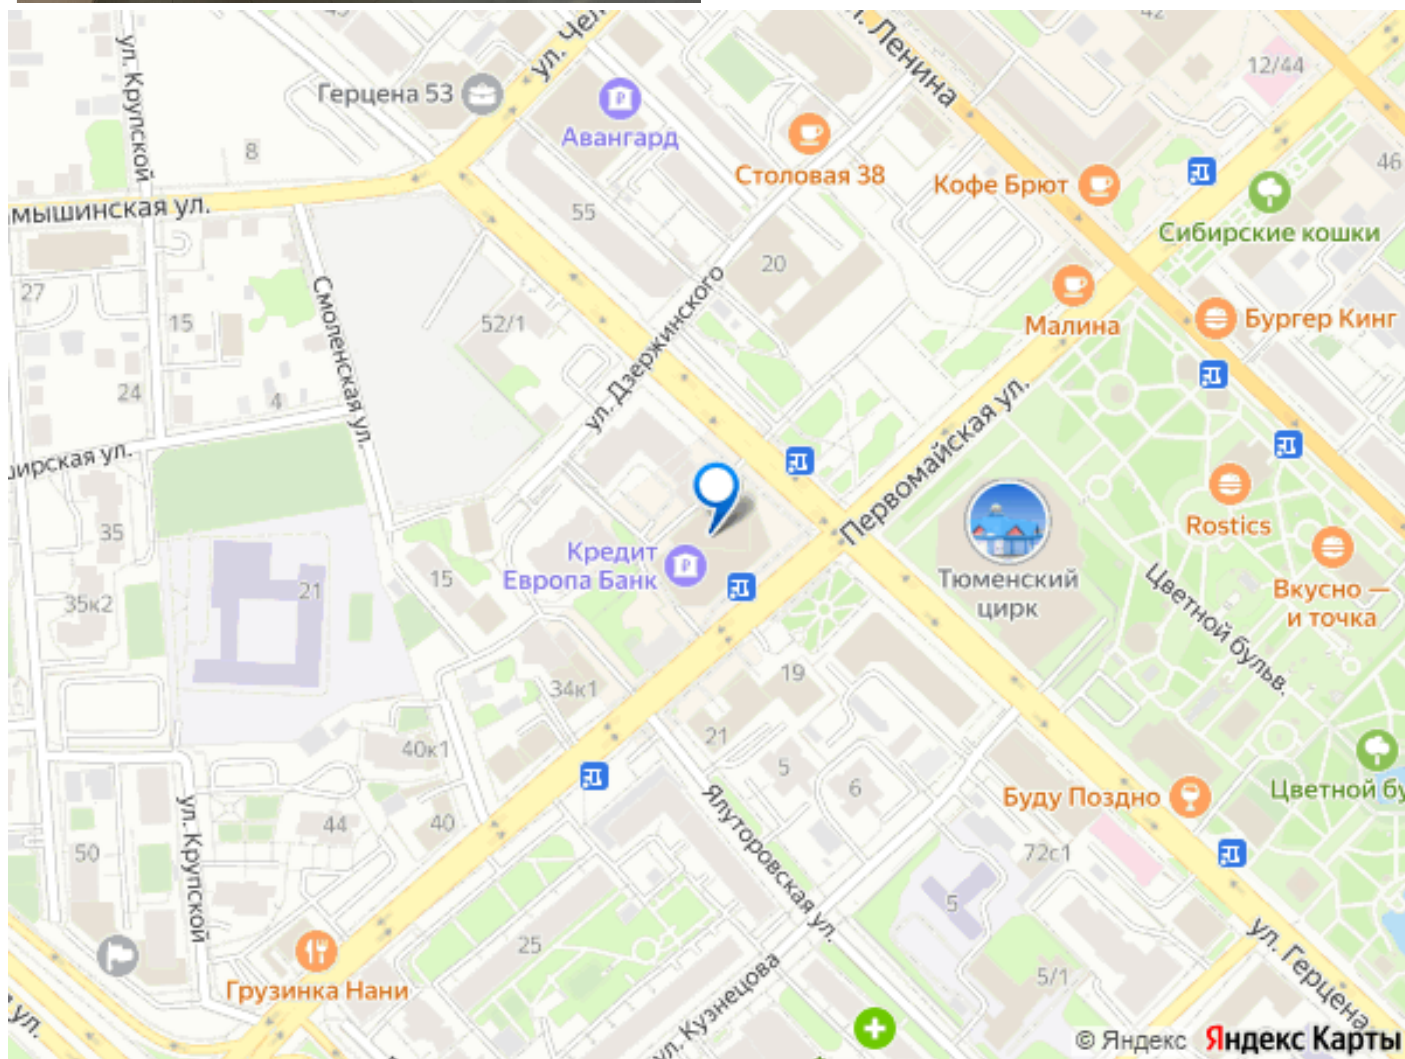 ул. Крупской
Герцена 53
ул. Чел
Авангард
л. Ленина
42
12/44
8
Столовая 38
Кофе Брют
46
мышинская ул.
55
Сибирские кошки
20
27
15
Смоленская ул.
52/1
ул. Дзержинского
Малина
Бургер Кинг
24
4
ширская ул.
Первомайская ул.
Rostics
35
Кредит
Европа Банк
15
21
35к2
Тюменский
цирк
Цветной бульв.
Вкусно —
и точка
34к1
19
21
40к1
5
6
Буду Поздно
Цветной бу
ул. Крупской
44
40
50
Ялуторовская ул.
72с1
5
25
Грузинка Нани
ул. Кузнецова
5/1
ул. Герцена
ул.
© Яндекс Яндекс Карты